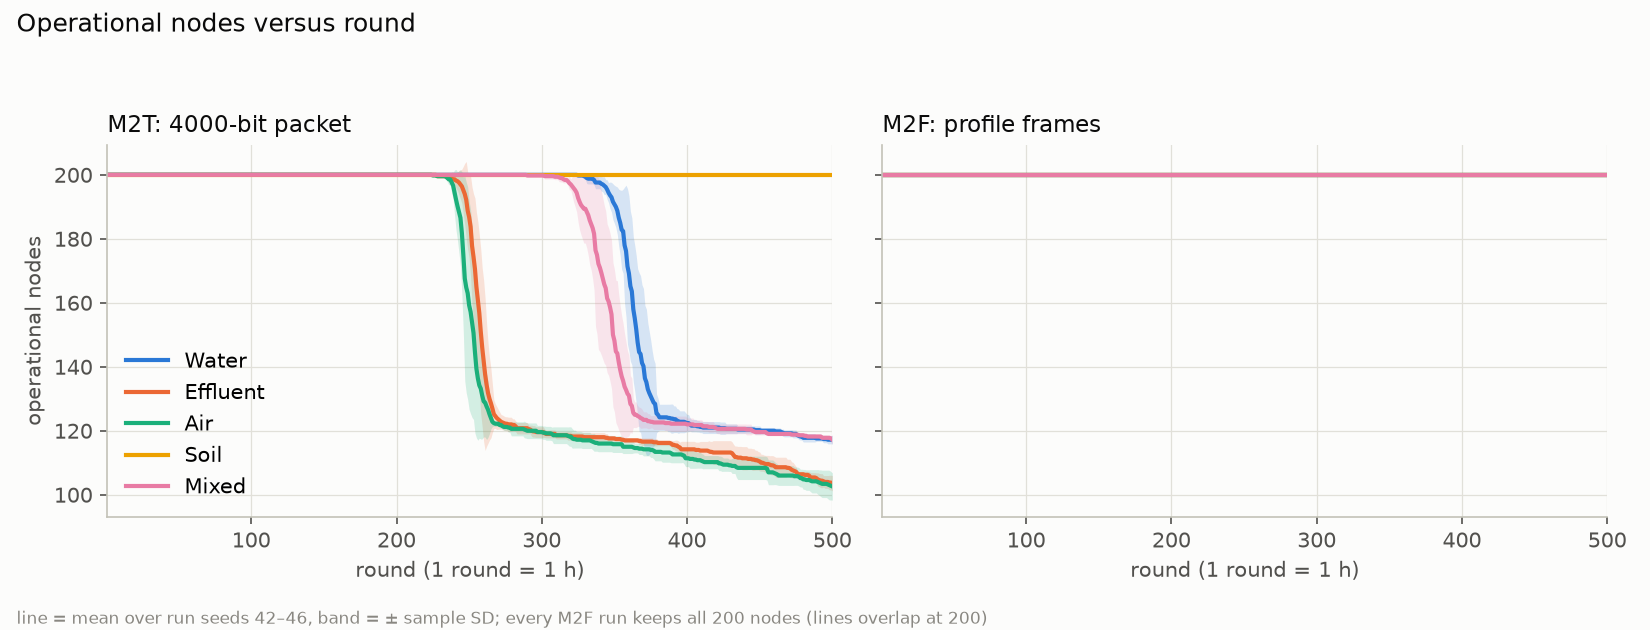 Operational nodes versus round
M2T: 4000-bit packet
M2F: profile frames
operational nodes
200
180
160
140
120
100
Water
Effluent
Air
Soil
Mixed
100 200 300 400 500
100 200 300 400 500
round (1 round = 1 h)
round (1 round = 1 h)
line = mean over run seeds 42–46, band = ± sample SD; every M2F run keeps all 200 nodes (lines overlap at 200)